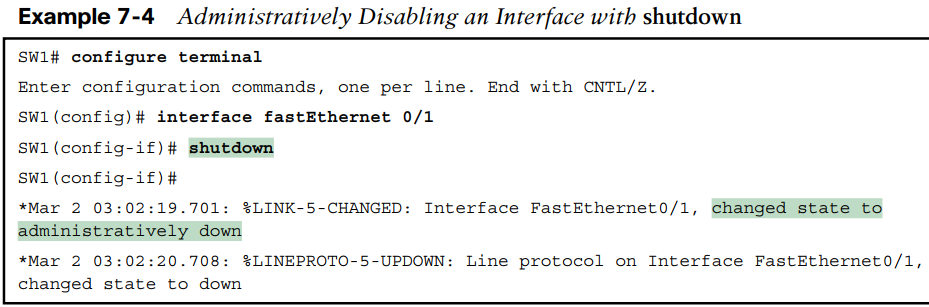 Example 7-4 Administratively Disabling an Interface with shutdown
SW1# configure terminal
Enter configuration commands, one per line. End with CNTL/Z.
SW1(config)# interface fastEthernet 0/1
SW1(config-if)# shutdown
SW1(config-if)#
*Mar 2 03:02:19.701: %LINK-5-CHANGED: Interface FastEthernet0/1, changed state to
administratively down
*Mar 2 03:02:20.708: %LINEPROTO-5-UPDOWN: Line protocol on Interface FastEthernet0/1,
changed state to down